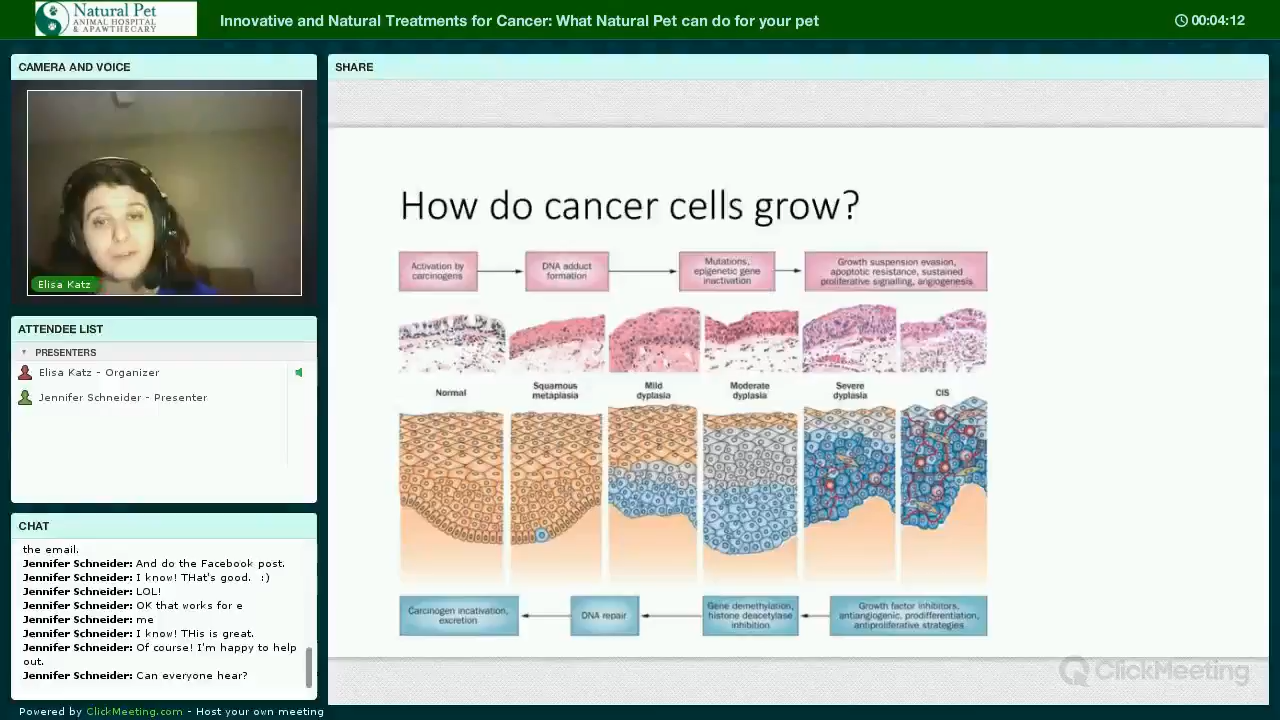 Natural Pet
ANIMAL HOSPITAL
& APAWTHECARY
Innovative and Natural Treatments for Cancer: What Natural Pet can do for your pet
00:04:12
CAMERA AND VOICE
Elisa Katz
ATTENDEE LIST
PRESENTERS
Elisa Katz - Organizer
Jennifer Schneider - Presenter
CHAT
the email.
Jennifer Schneider: And do the Facebook post.
Jennifer Schneider: I know! THat's good. :)
Jennifer Schneider: LOL!
Jennifer Schneider: OK that works for e
Jennifer Schneider: me
Jennifer Schneider: I know! THis is great.
Jennifer Schneider: Of course! I'm happy to help
out.
Jennifer Schneider: Can everyone hear?
SHARE
How do cancer cells grow?
Activation by
carcinogens
DNA adduct
formation
Mutations,
epigenetic gene
inactivation
Growth suspension evasion,
apoptotic resistance, sustained
proliferative signalling, angiogenesis
Normal
Squamous
metaplasia
Mild
dyplasia
Moderate
dyplasia
Severe
dyplasia
CIS
Carcinogen incativation,
excretion
DNA repair
Gene demethylation,
histone deacetylase
inhibition
Growth factor inhibitors,
antiangiogenic, prodifferentiation,
antiproliferative strategies
ClickMeeting
Powered by ClickMeeting.com - Host your own meeting